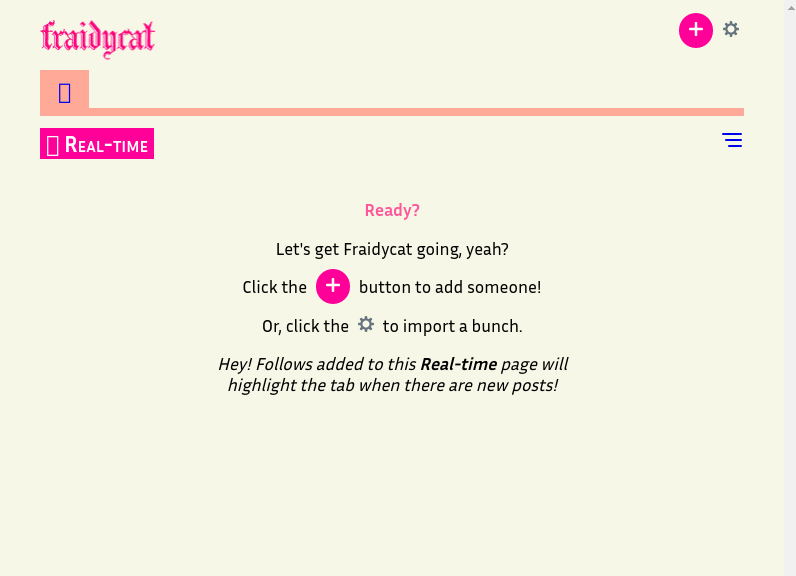 fraidycat
Real-time
Ready?
Let's get Fraidycat going, yeah?
Click the + button to add someone!
Or, click the to import a bunch.
Hey! Follows added to this Real-time page will
highlight the tab when there are new posts!